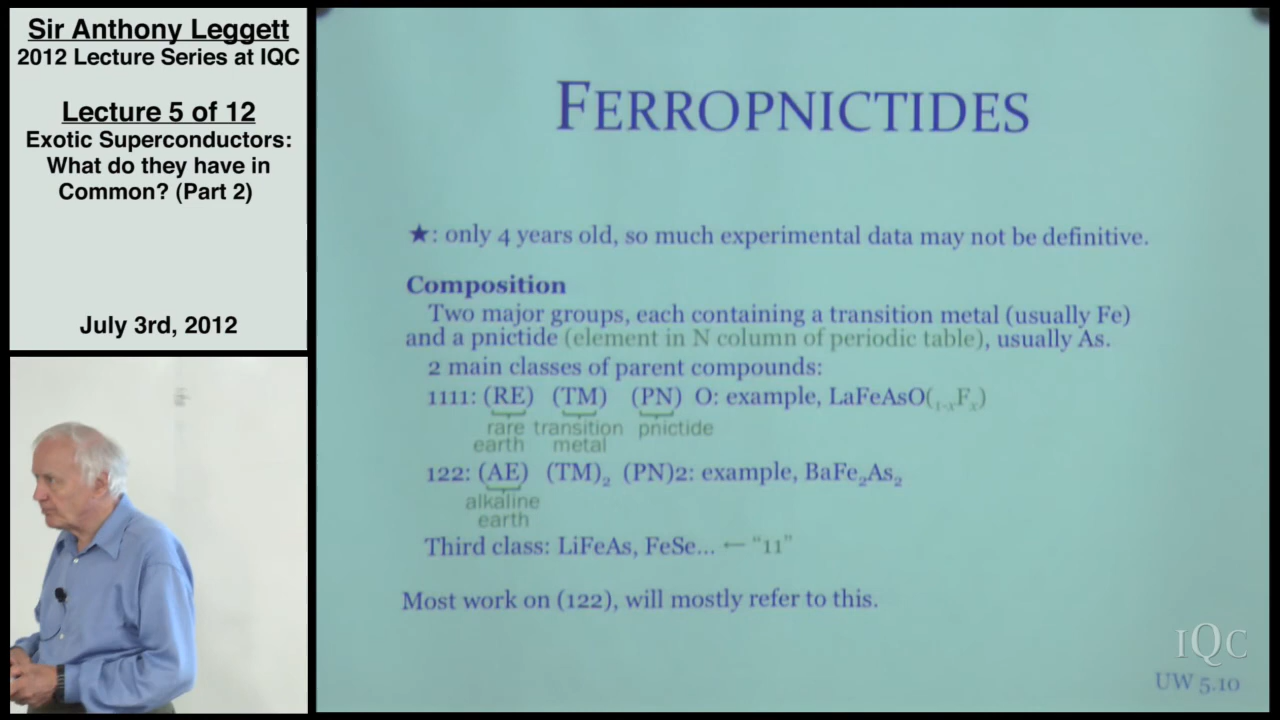 Sir Anthony Leggett
2012 Lecture Series at IQC
Lecture 5 of 12
Exotic Superconductors:
What do they have in
Common? (Part 2)
July 3rd, 2012
FERROPNICTIDES
★: only 4 years old, so much experimental data may not be definitive.
Composition
Two major groups, each containing a transition metal (usually Fe)
and a pnictide (element in N column of periodic table), usually As.
2 main classes of parent compounds:
1111: (RE) (TM) (PN) O: example, LaFeAsO(₁₋ₓFₓ)
rare transition pnictide
earth metal
122: (AE) (TM)₂ (PN)2: example, BaFe₂As₂
alkaline
earth
Third class: LiFeAs, FeSe... ← "11"
Most work on (122), will mostly refer to this.
IQC
UW 5.10